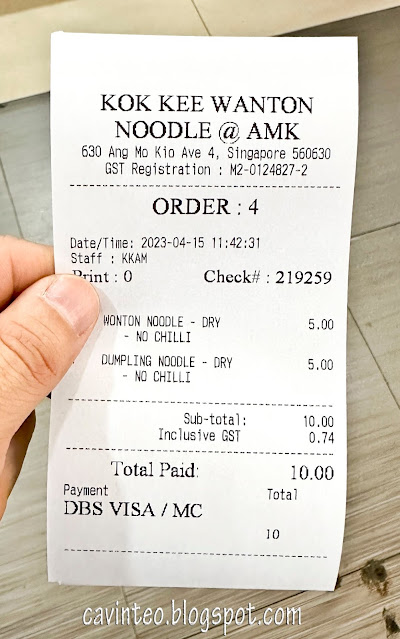 KOK KEE WANTON
NOODLE @ AMK
630 Ang Mo Kio Ave 4, Singapore 560630
GST Registration : M2-0124827-2
ORDER : 4
Date/Time: 2023-04-15 11:42:31
Staff : KKAM
Print : 0 Check# : 219259
WONTON NOODLE - DRY 5.00
- NO CHILLI
DUMPLING NOODLE - DRY 5.00
- NO CHILLI
Sub-total: 10.00
Inclusive GST 0.74
Total Paid: 10.00
Payment Total
DBS VISA / MC
10
cavinteo.blogspot.com